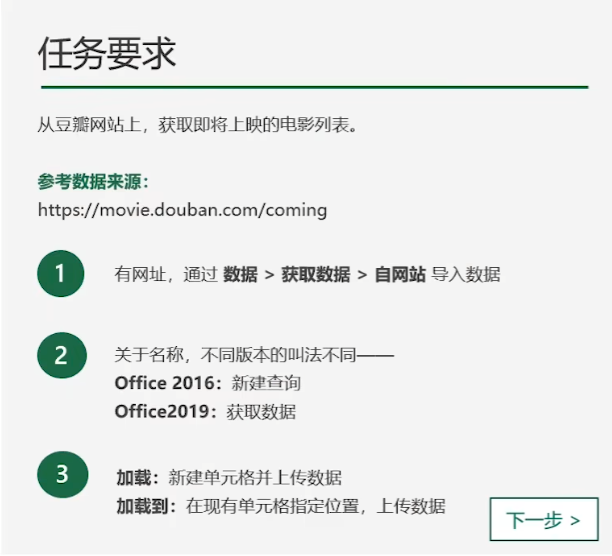 任务要求
从豆瓣网站上，获取即将上映的电影列表。
参考数据来源：
https://movie.douban.com/coming
1 有网址，通过 数据 > 获取数据 > 自网站 导入数据
2 关于名称，不同版本的叫法不同——
Office 2016：新建查询
Office2019：获取数据
3 加载：新建单元格并上传数据
加载到：在现有单元格指定位置，上传数据
下一步 >